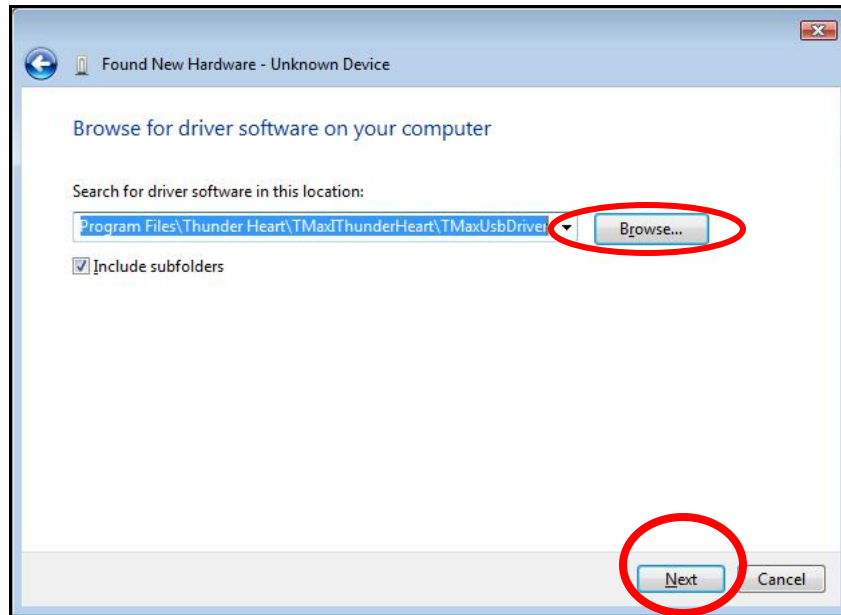 Found New Hardware - Unknown Device
Browse for driver software on your computer
Search for driver software in this location:
Program Files\Thunder Heart\TMaxIThunderHeart\TMaxUsbDriver
Browse...
Include subfolders
Next
Cancel